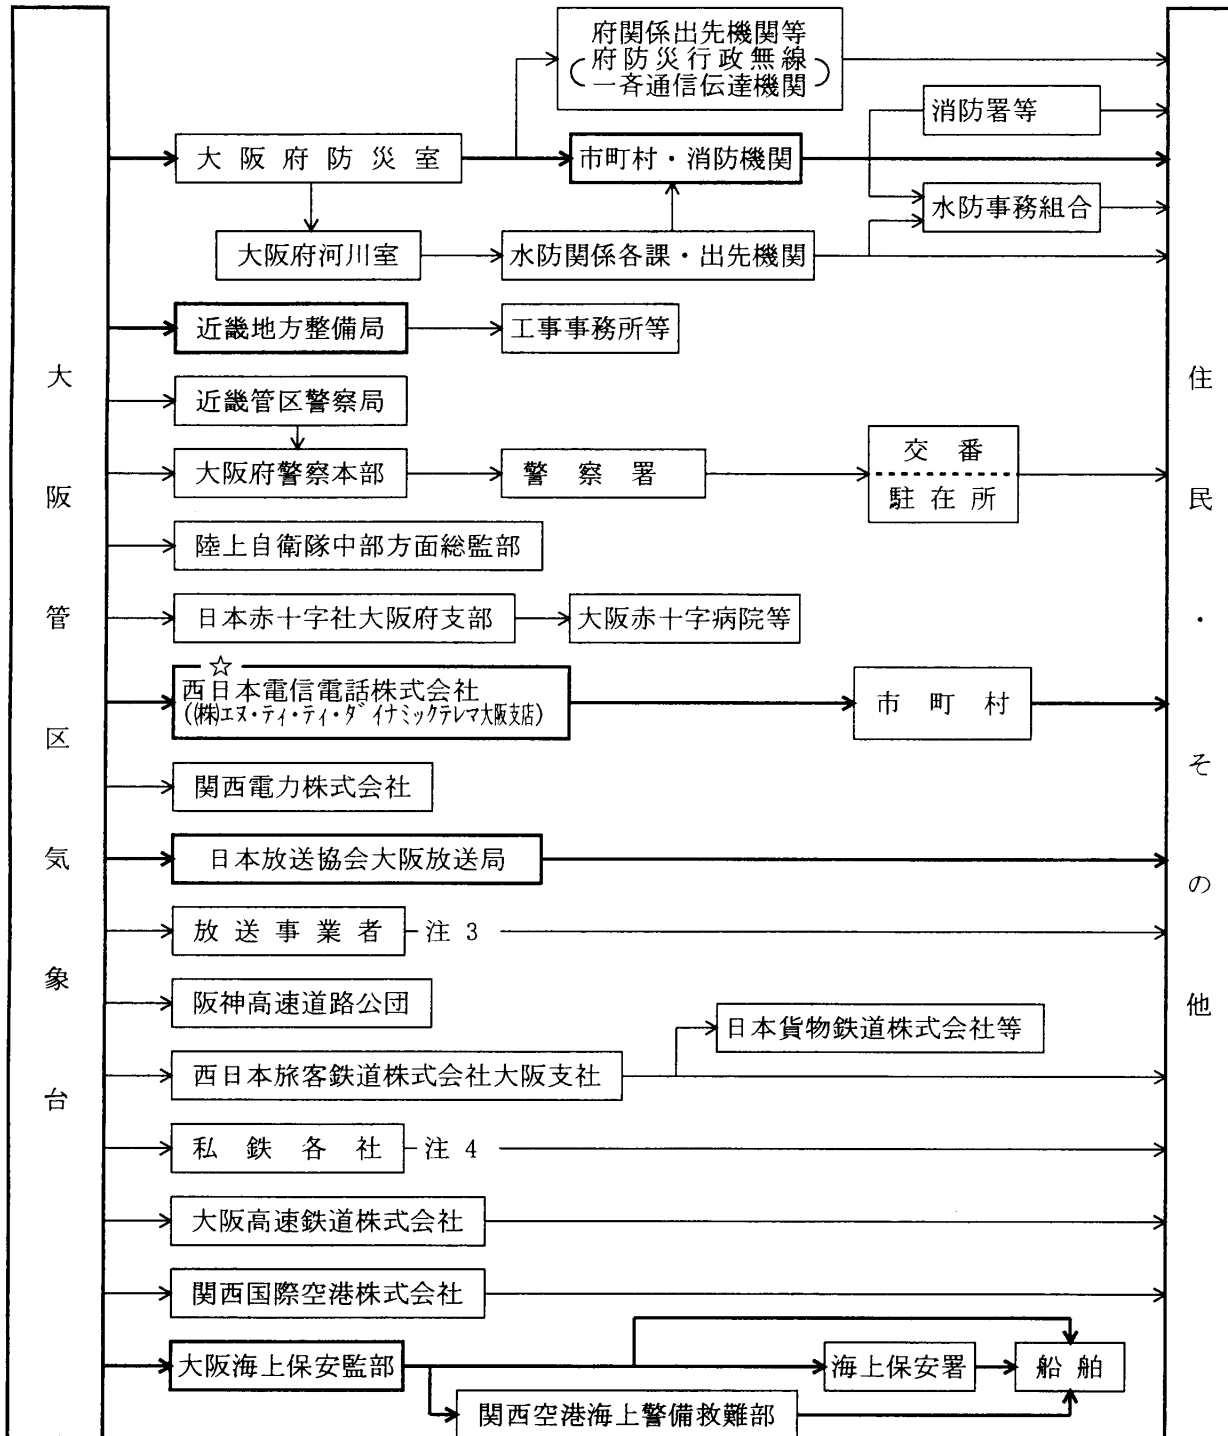 大阪管区気象台
府関係出先機関等
(府防災行政無線
一斉通信伝達機関)
消防署等
大阪府防災室
市町村・消防機関
水防事務組合
大阪府河川室
水防関係各課・出先機関
近畿地方整備局
工事事務所等
近畿管区警察局
大阪府警察本部
警察署
交番
駐在所
陸上自衛隊中部方面総監部
日本赤十字社大阪府支部
大阪赤十字病院等
☆
西日本電信電話株式会社
((株)エヌ・ティ・ティ・ダイナミックテレマ大阪支店)
市町村
関西電力株式会社
日本放送協会大阪放送局
放送事業者
注3
阪神高速道路公団
日本貨物鉄道株式会社等
西日本旅客鉄道株式会社大阪支社
私鉄各社
注4
大阪高速鉄道株式会社
関西国際空港株式会社
大阪海上保安監部
海上保安署
船舶
関西空港海上警備救難部
住民・その他